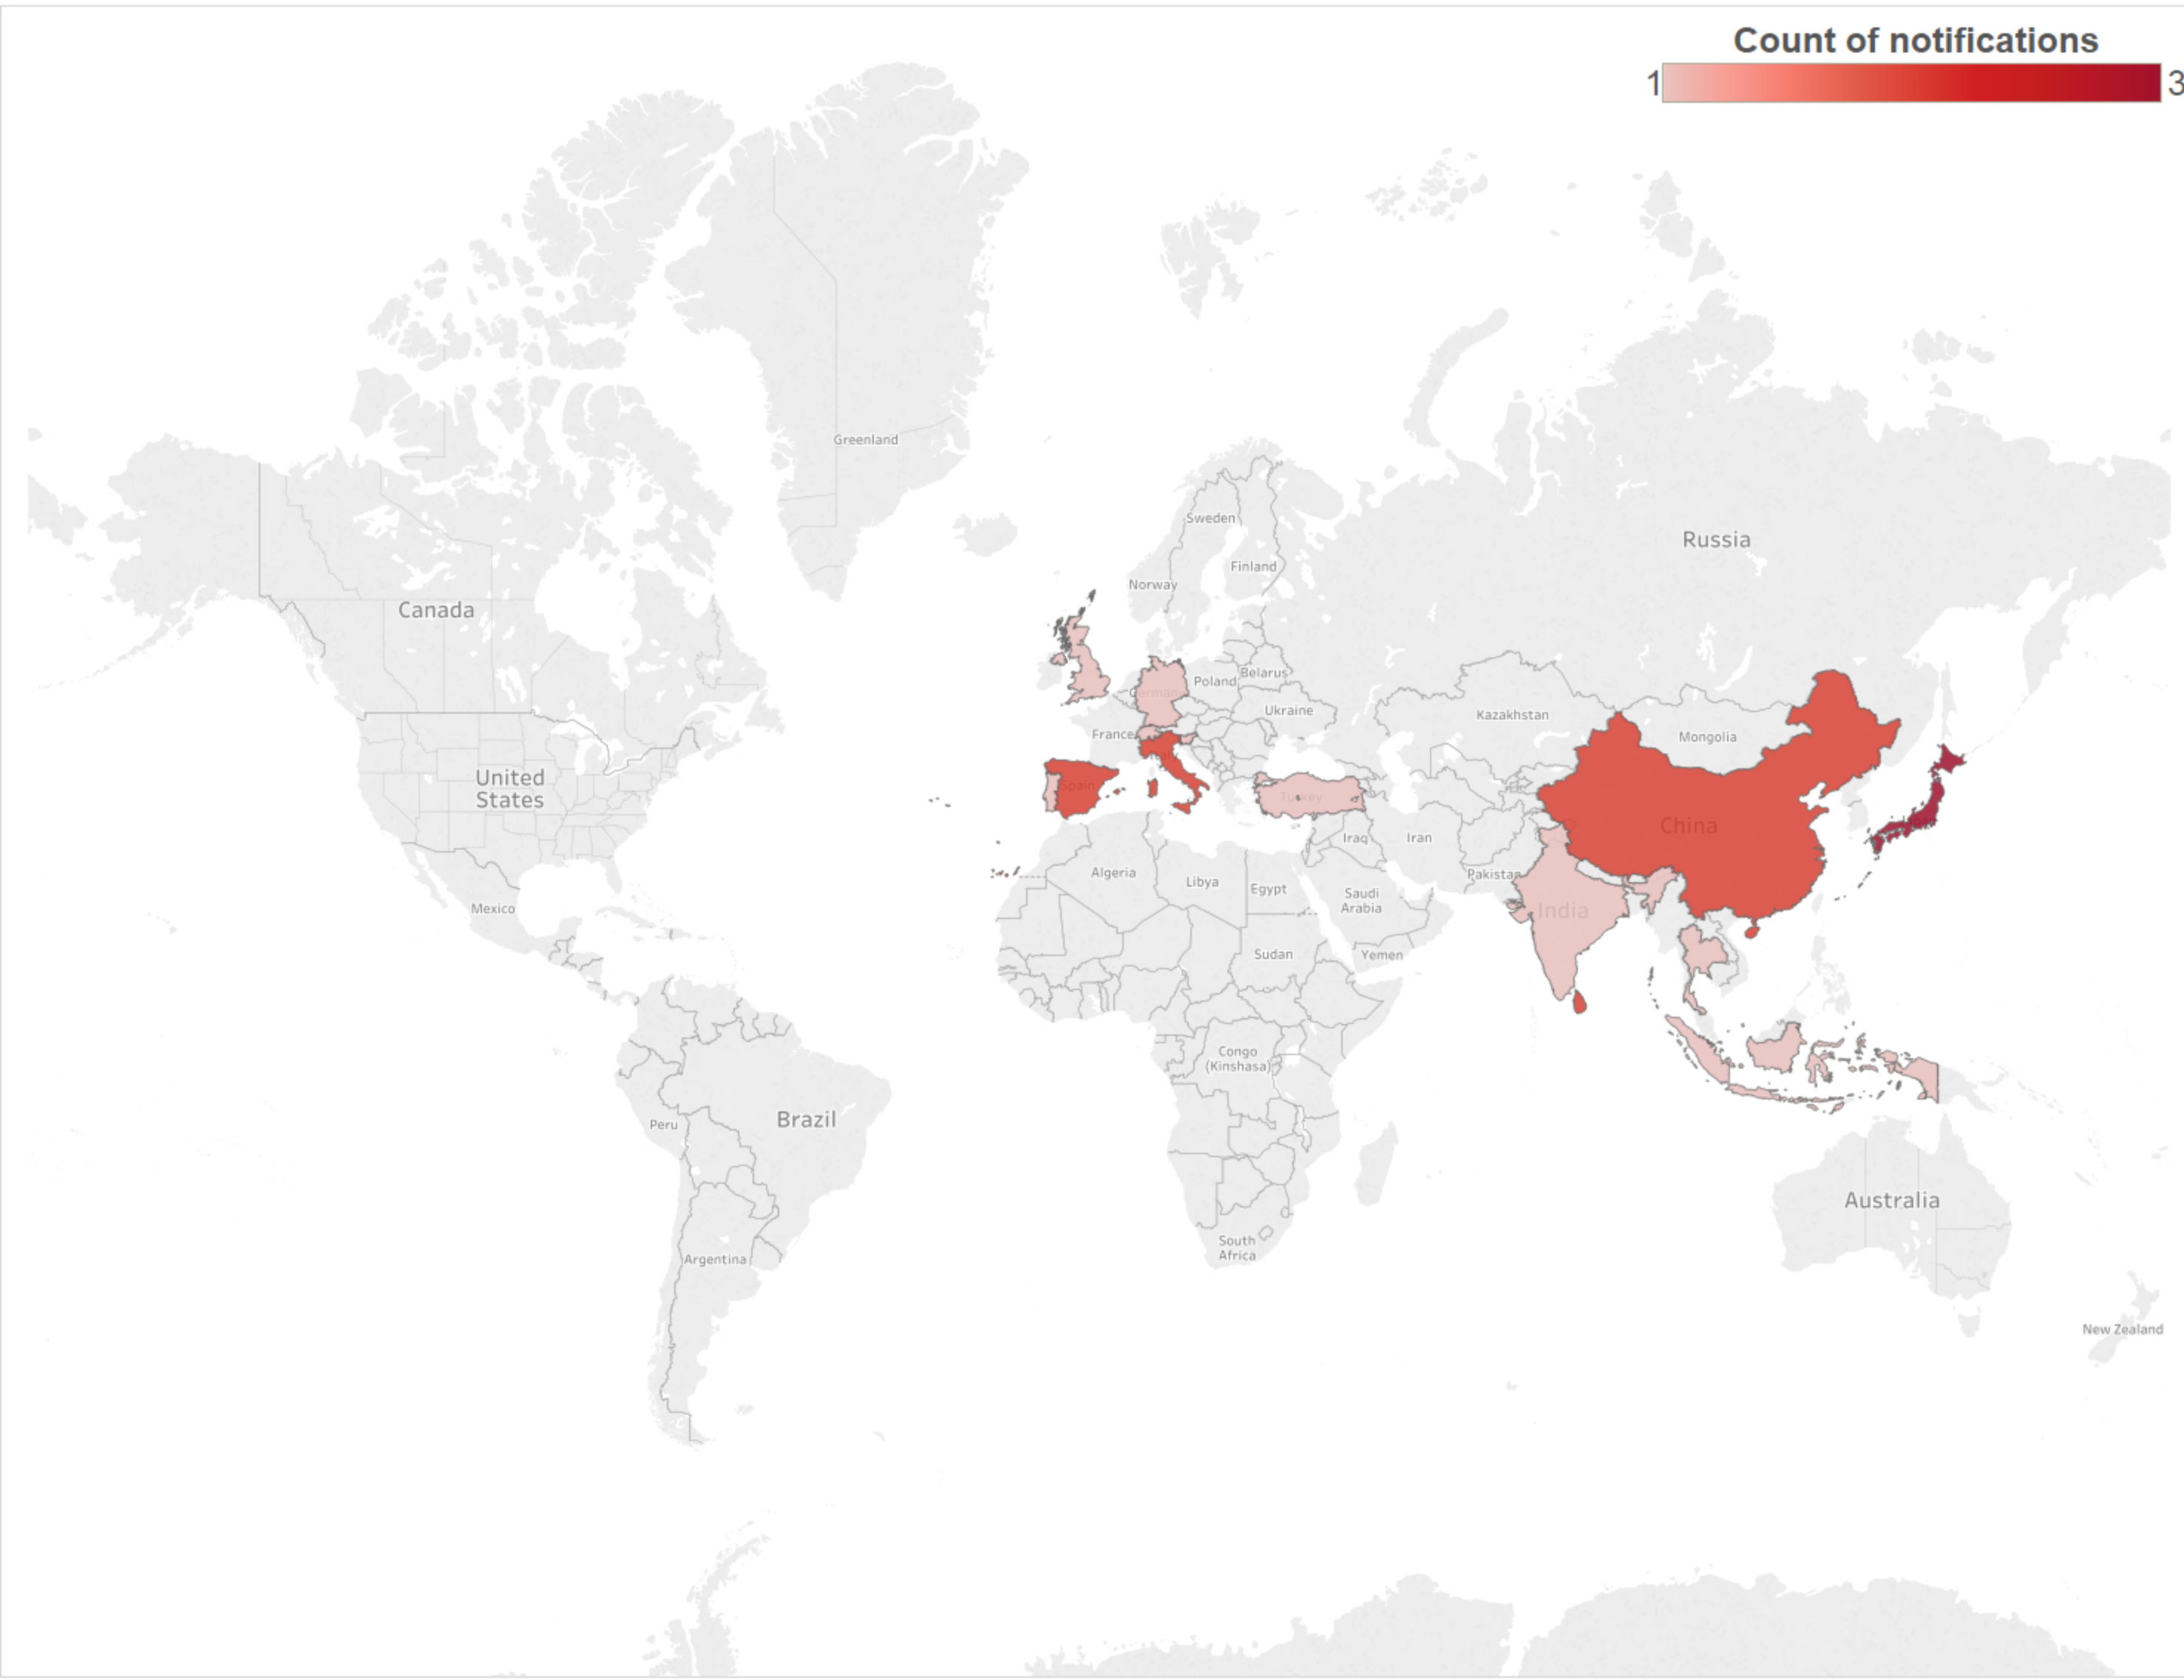 Count of notifications
1
3
Greenland
Sweden
Russia
Finland
Norway
Canada
Belarus
Poland
Germany
Ukraine
Kazakhstan
France
Mongolia
United
States
Spain
Turkey
China
Iraq
Iran
Algeria
Pakistan
Libya
Egypt
Saudi
Arabia
Mexico
India
Sudan
Yemen
Congo
(Kinshasa)
Brazil
Peru
Australia
South
Africa
Argentina
New Zealand